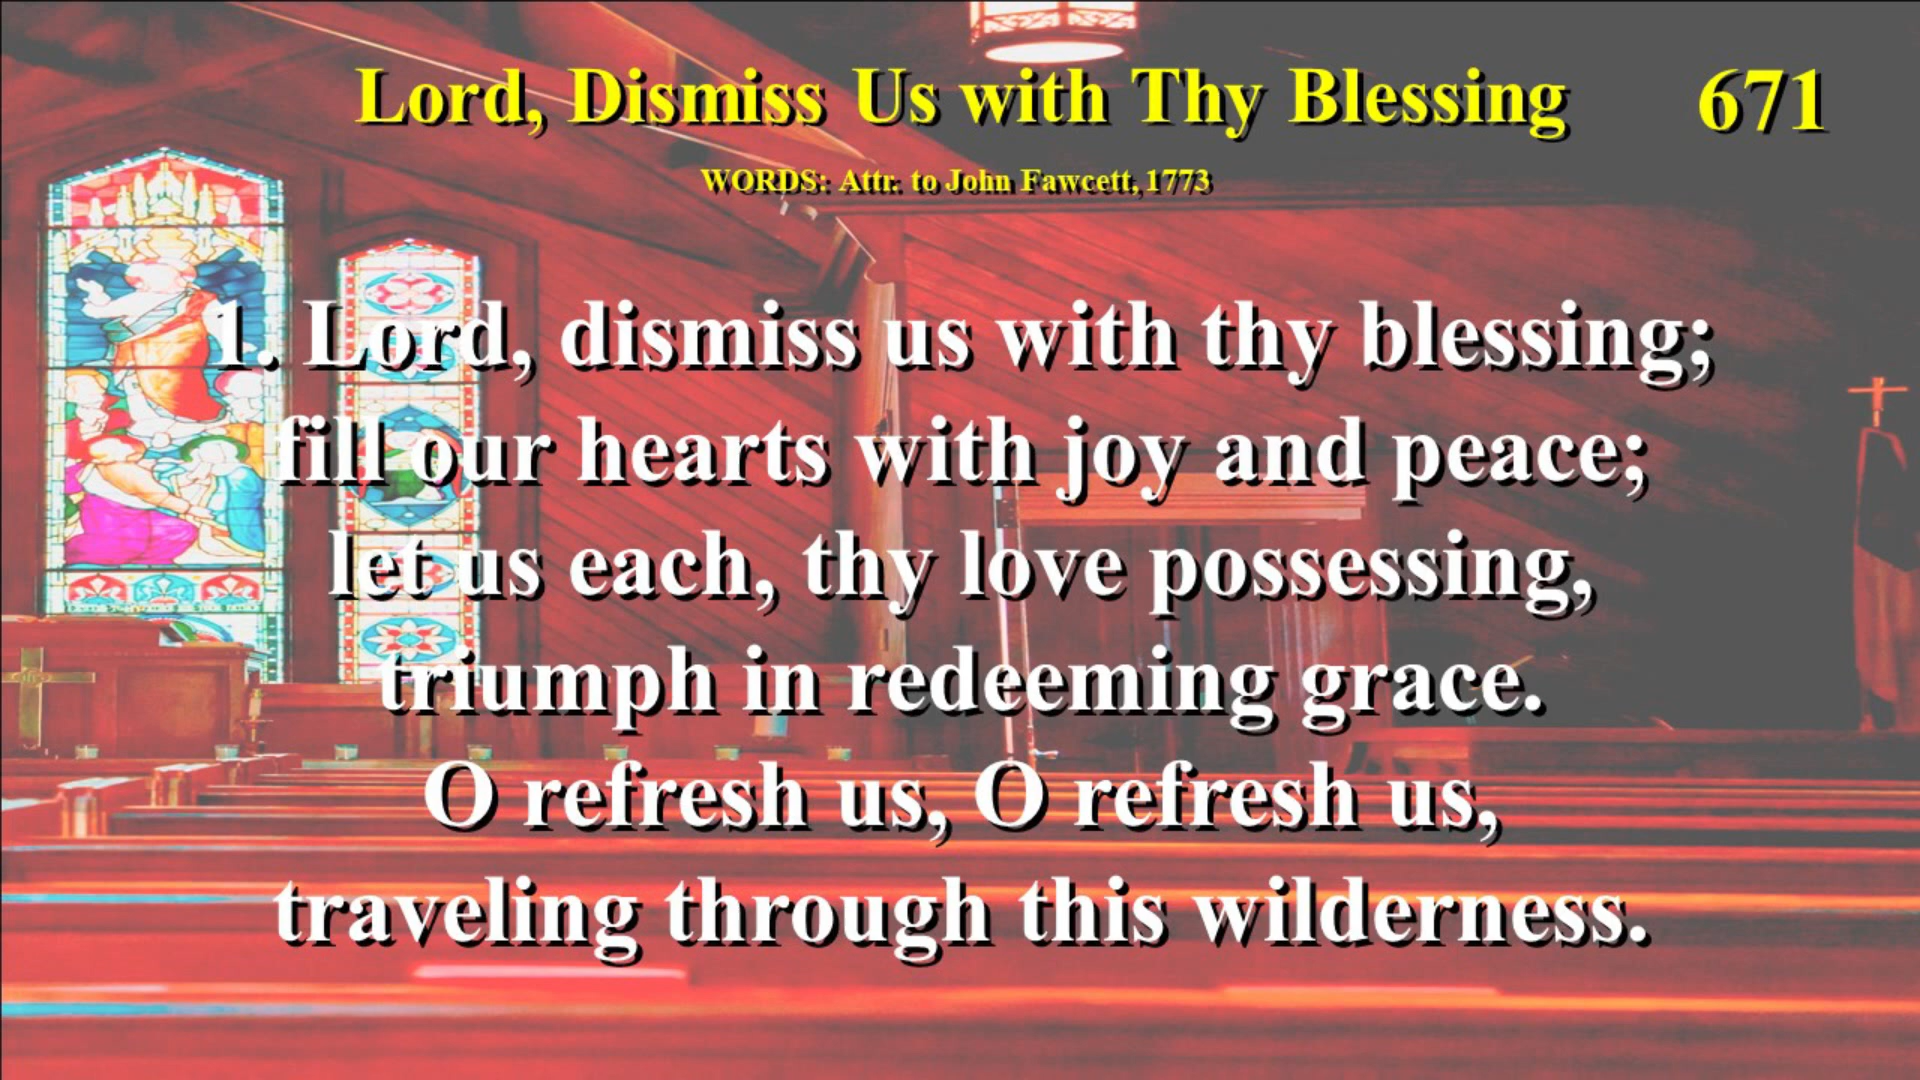 Lord, Dismiss Us with Thy Blessing 671
WORDS: Attr. to John Fawcett, 1773
1. Lord, dismiss us with thy blessing;
fill our hearts with joy and peace;
let us each, thy love possessing,
triumph in redeeming grace.
O refresh us, O refresh us,
traveling through this wilderness.